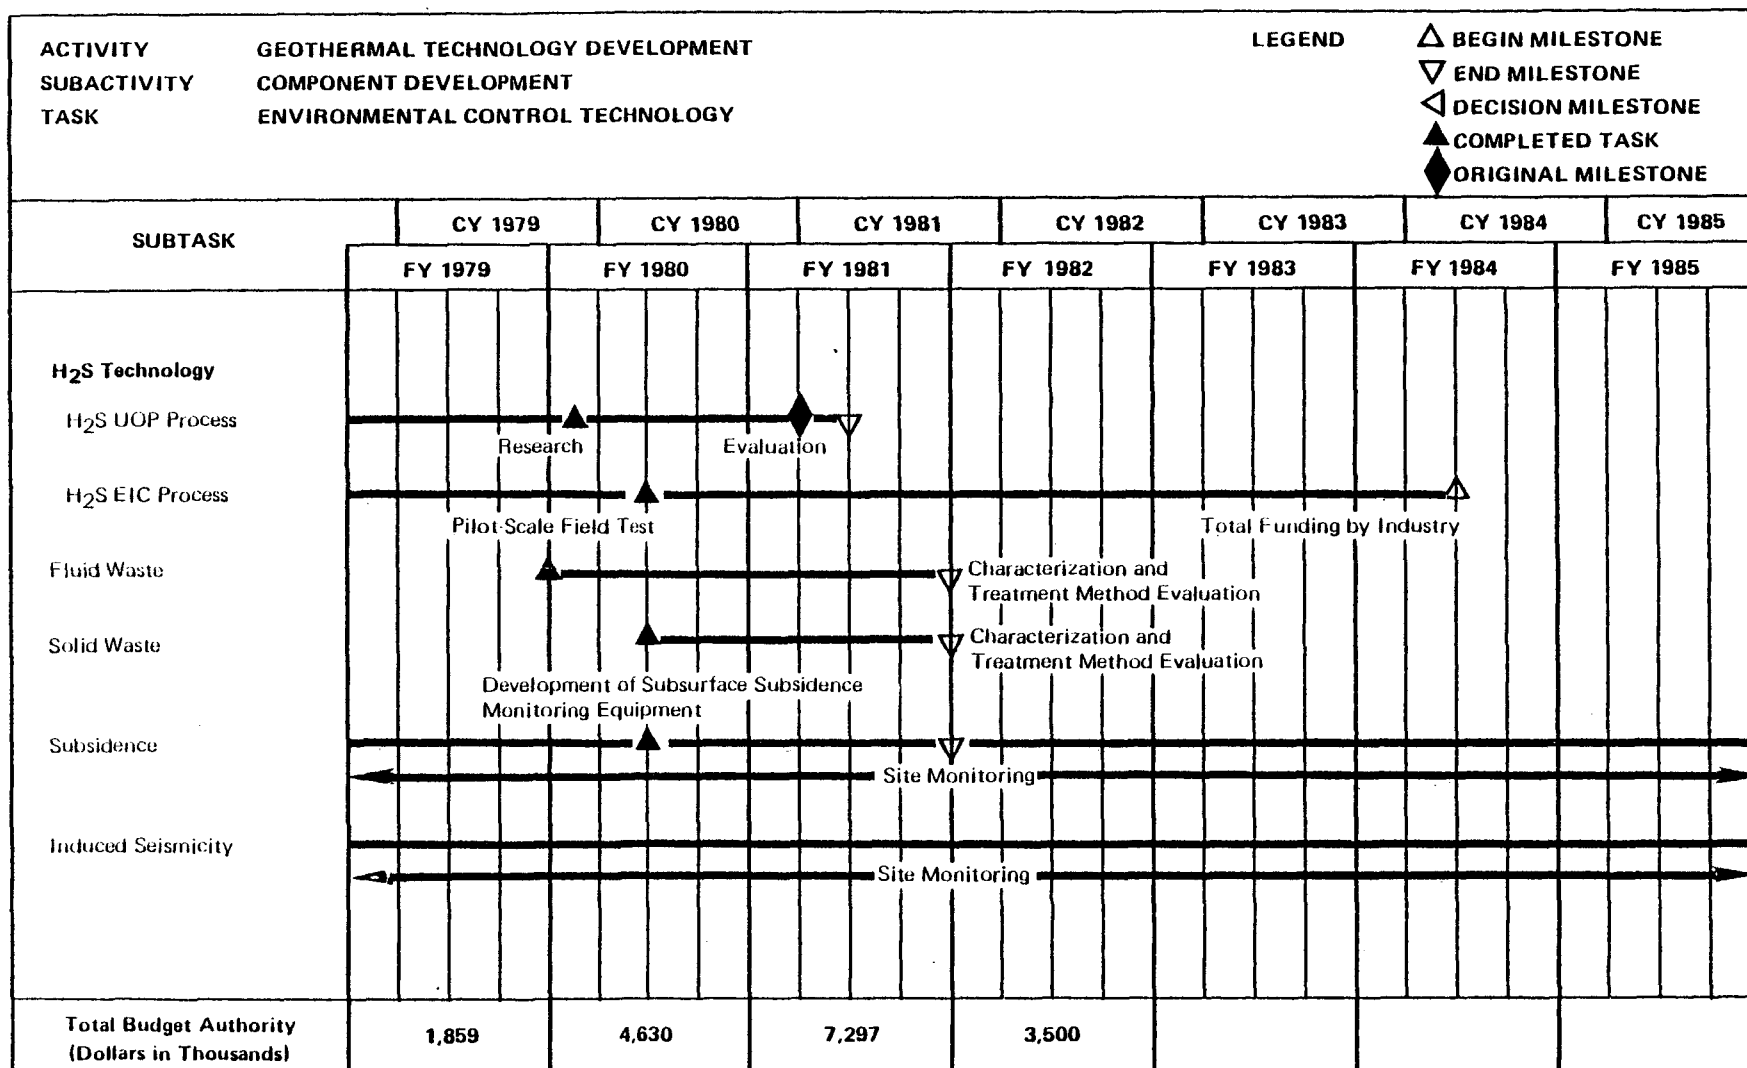 ACTIVITY GEOTHERMAL TECHNOLOGY DEVELOPMENT
SUBACTIVITY COMPONENT DEVELOPMENT
TASK ENVIRONMENTAL CONTROL TECHNOLOGY
LEGEND △ BEGIN MILESTONE
▽ END MILESTONE
◁ DECISION MILESTONE
▲ COMPLETED TASK
◆ ORIGINAL MILESTONE
SUBTASK
CY 1979 CY 1980 CY 1981 CY 1982 CY 1983 CY 1984 CY 1985
FY 1979 FY 1980 FY 1981 FY 1982 FY 1983 FY 1984 FY 1985
H2S Technology
H2S UOP Process
Research Evaluation
H2S EIC Process
Pilot-Scale Field Test Total Funding by Industry
Fluid Waste Characterization and
Treatment Method Evaluation
Solid Waste Characterization and
Treatment Method Evaluation
Development of Subsurface Subsidence
Monitoring Equipment
Subsidence
Site Monitoring
Induced Seismicity
Site Monitoring
Total Budget Authority
(Dollars in Thousands)
1,859 4,630 7,297 3,500